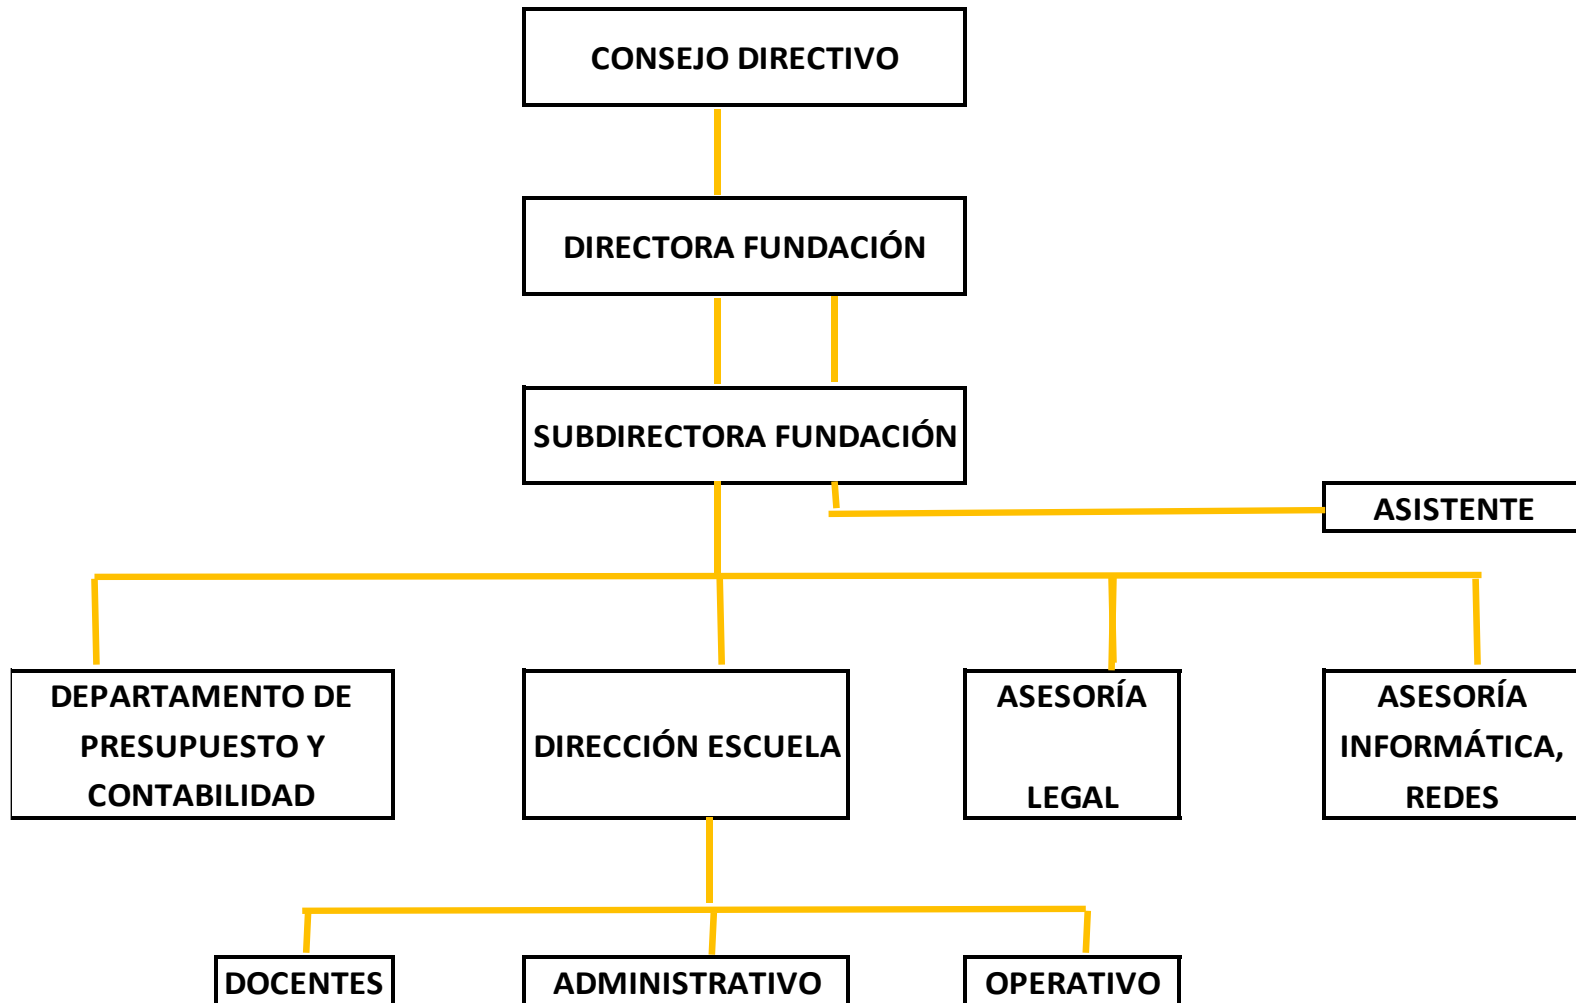 CONSEJO DIRECTIVO
DIRECTORA FUNDACIÓN
SUBDIRECTORA FUNDACIÓN
ASISTENTE
DEPARTAMENTO DE
PRESUPUESTO Y
CONTABILIDAD
DIRECCIÓN ESCUELA
ASESORÍA
LEGAL
ASESORÍA
INFORMÁTICA,
REDES
DOCENTES
ADMINISTRATIVO
OPERATIVO